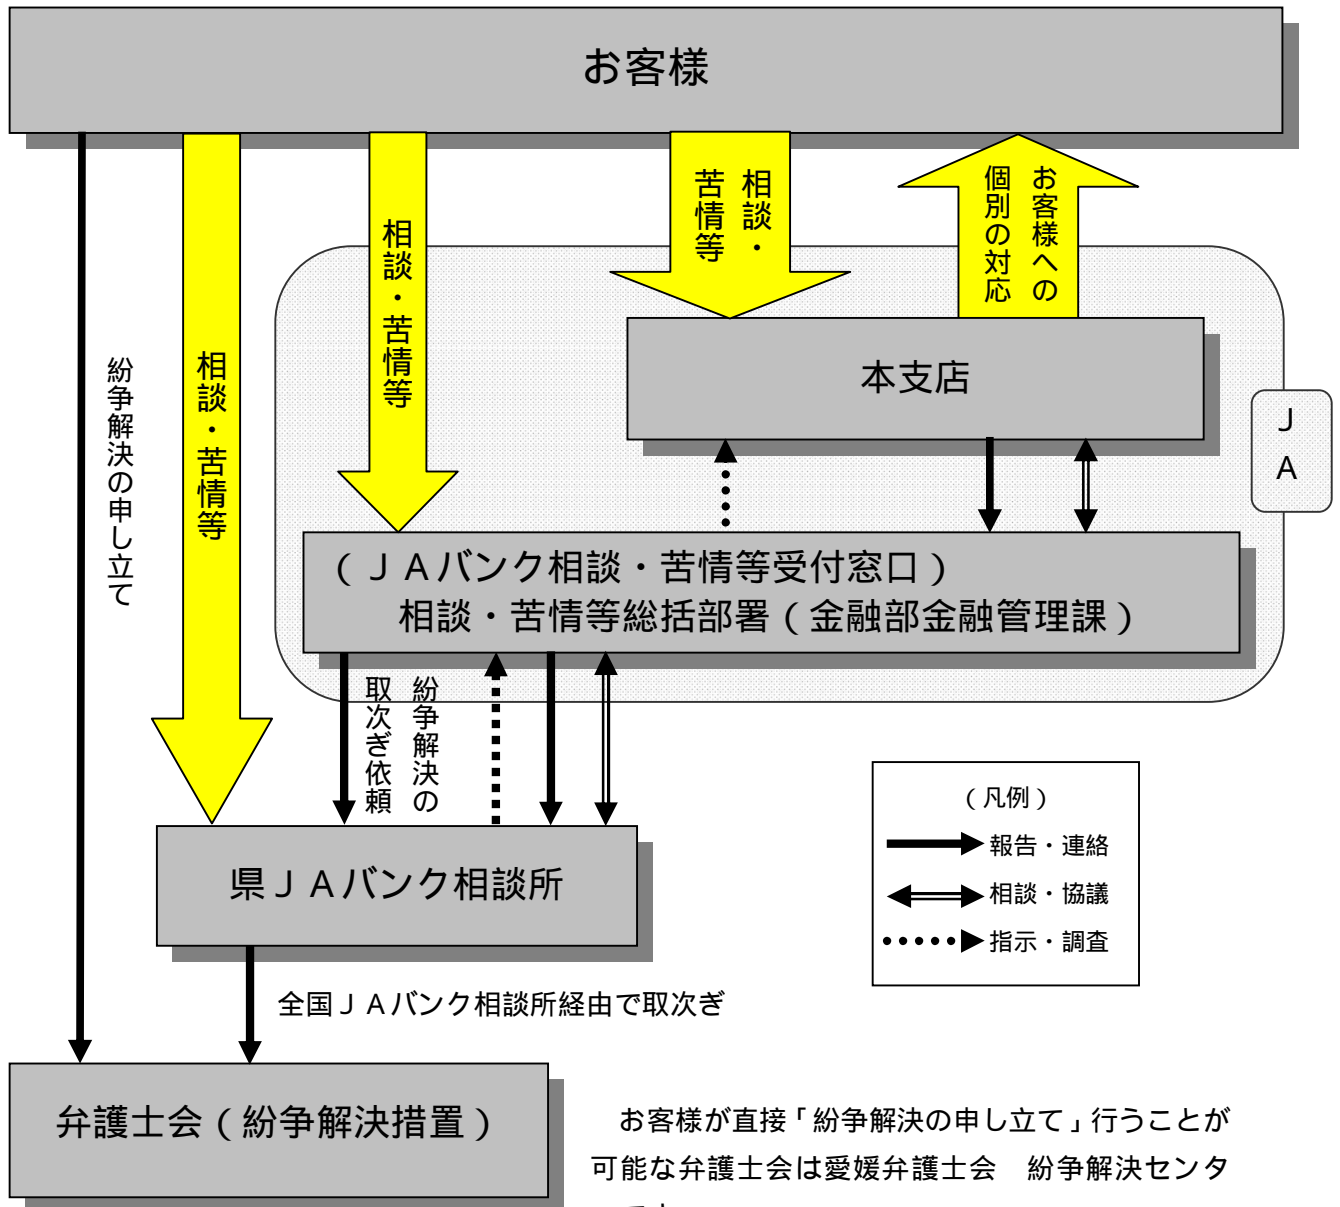 お客様
相談・
苦情等
お客様への
個別の対応
相談・苦情等
相談・苦情等
紛争解決の申し立て
本支店
J
A
(JAバンク相談・苦情等受付窓口)
相談・苦情等総括部署(金融部金融管理課)
紛争解決の
取次ぎ依頼
県JAバンク相談所
(凡例)
報告・連絡
相談・協議
指示・調査
全国JAバンク相談所経由で取次ぎ
弁護士会(紛争解決措置)
お客様が直接「紛争解決の申し立て」行うことが
可能な弁護士会は愛媛弁護士会 紛争解決センタ